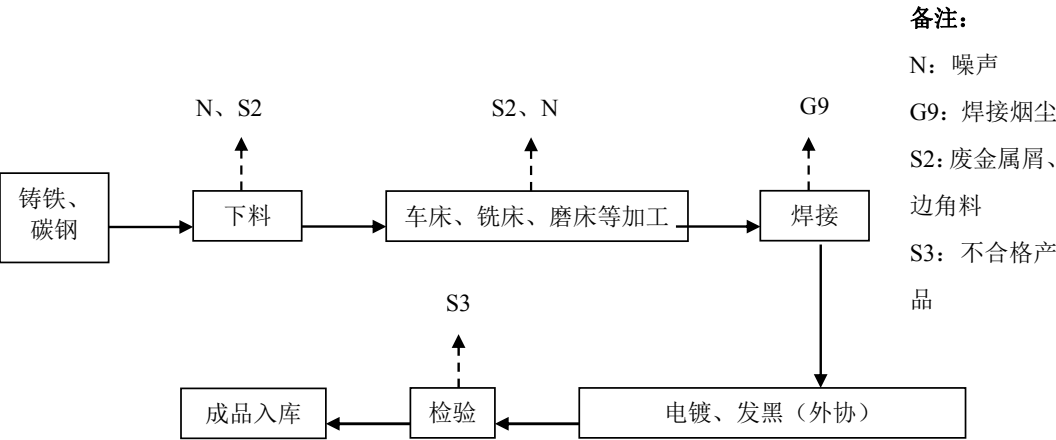 备注：
N：噪声
N、S2
S2、N
G9
G9：焊接烟尘
S2：废金属屑、
边角料
铸铁、
碳钢
下料
车床、铣床、磨床等加工
焊接
S3：不合格产
品
S3
成品入库
检验
电镀、发黑（外协）